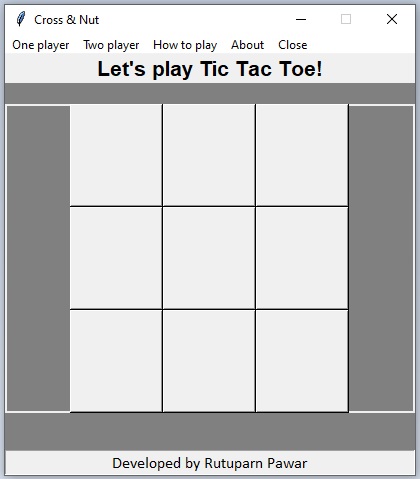 Cross & Nut
One player Two player How to play About Close
Let's play Tic Tac Toe!
Developed by Rutuparn Pawar